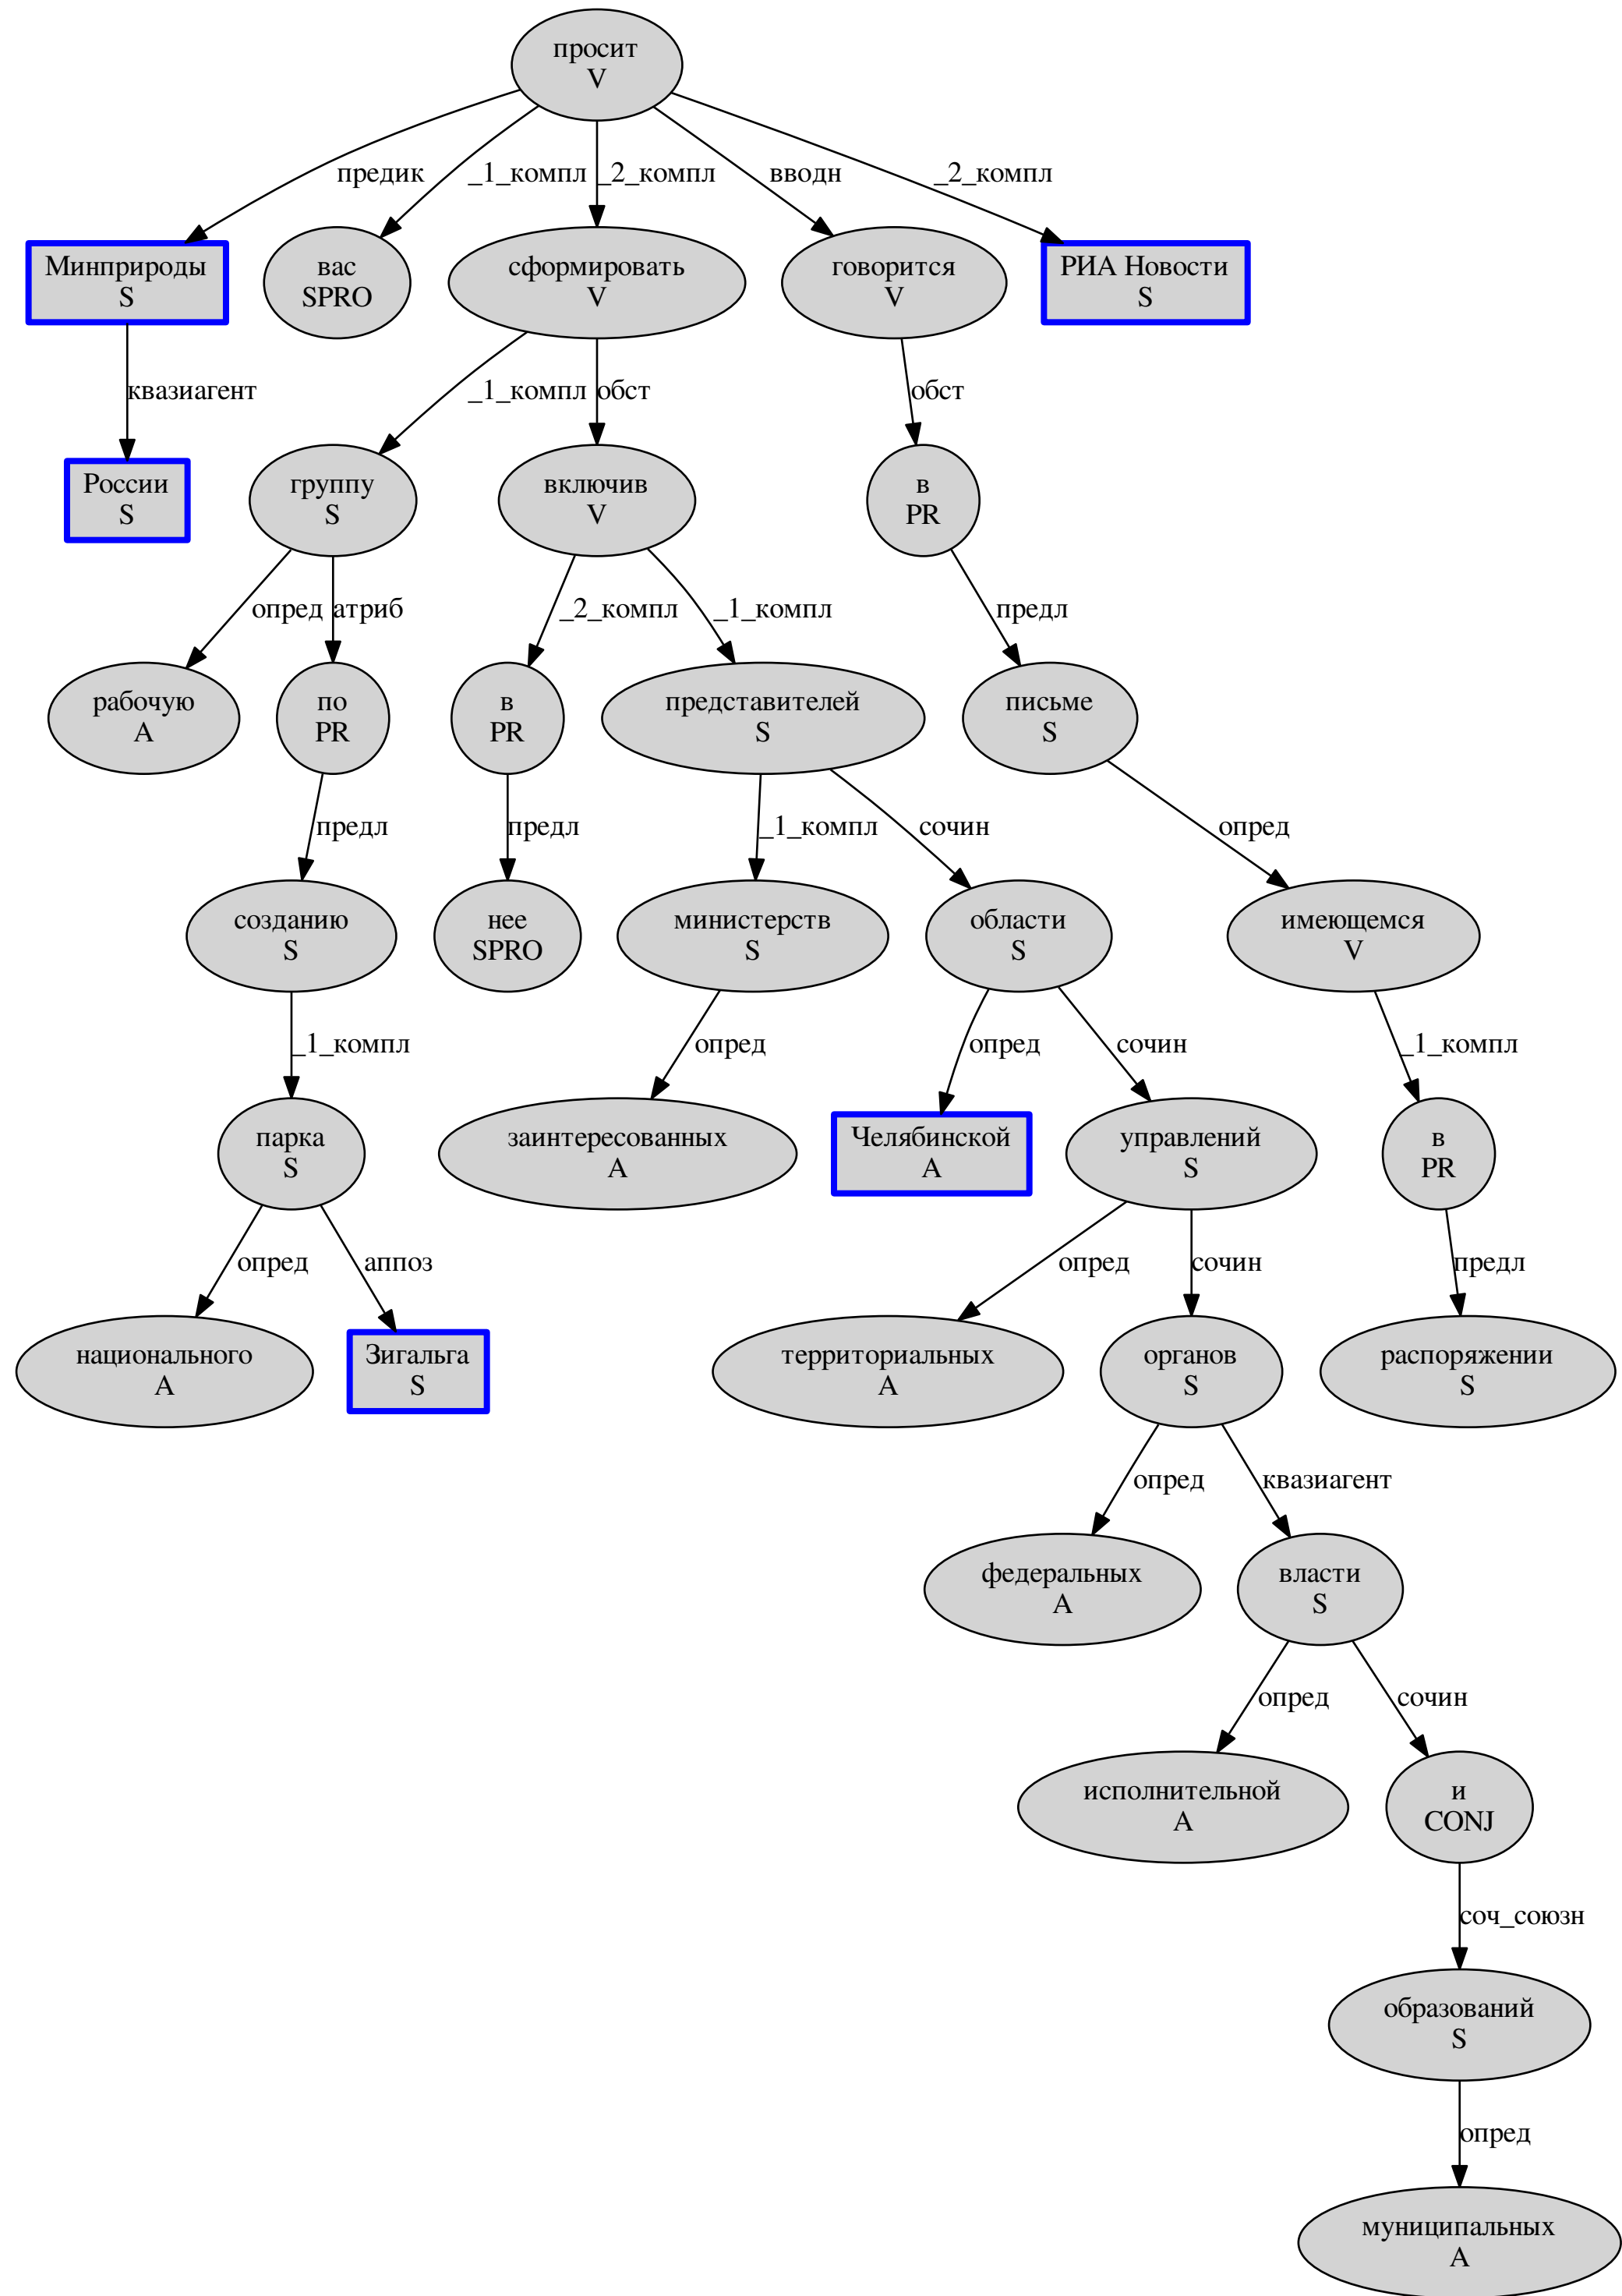 просит
V
предик
_1_компл
_2_компл
вводн
_2_компл
Минприроды
S
вас
SPRO
сформировать
V
говорится
V
РИА Новости
S
квазиагент
_1_компл
обст
обст
России
S
группу
S
включив
V
в
PR
опред
атриб
_2_компл
_1_компл
предл
рабочую
A
по
PR
в
PR
представителей
S
письме
S
предл
предл
_1_компл
сочин
опред
созданию
S
нее
SPRO
министерств
S
области
S
имеющемся
V
_1_компл
опред
опред
сочин
_1_компл
парка
S
заинтересованных
A
Челябинской
A
управлений
S
в
PR
опред
аппоз
опред
сочин
предл
национального
A
Зигальга
S
территориальных
A
органов
S
распоряжении
S
опред
квазиагент
федеральных
A
власти
S
опред
сочин
исполнительной
A
и
CONJ
соч_союзн
образований
S
опред
муниципальных
A